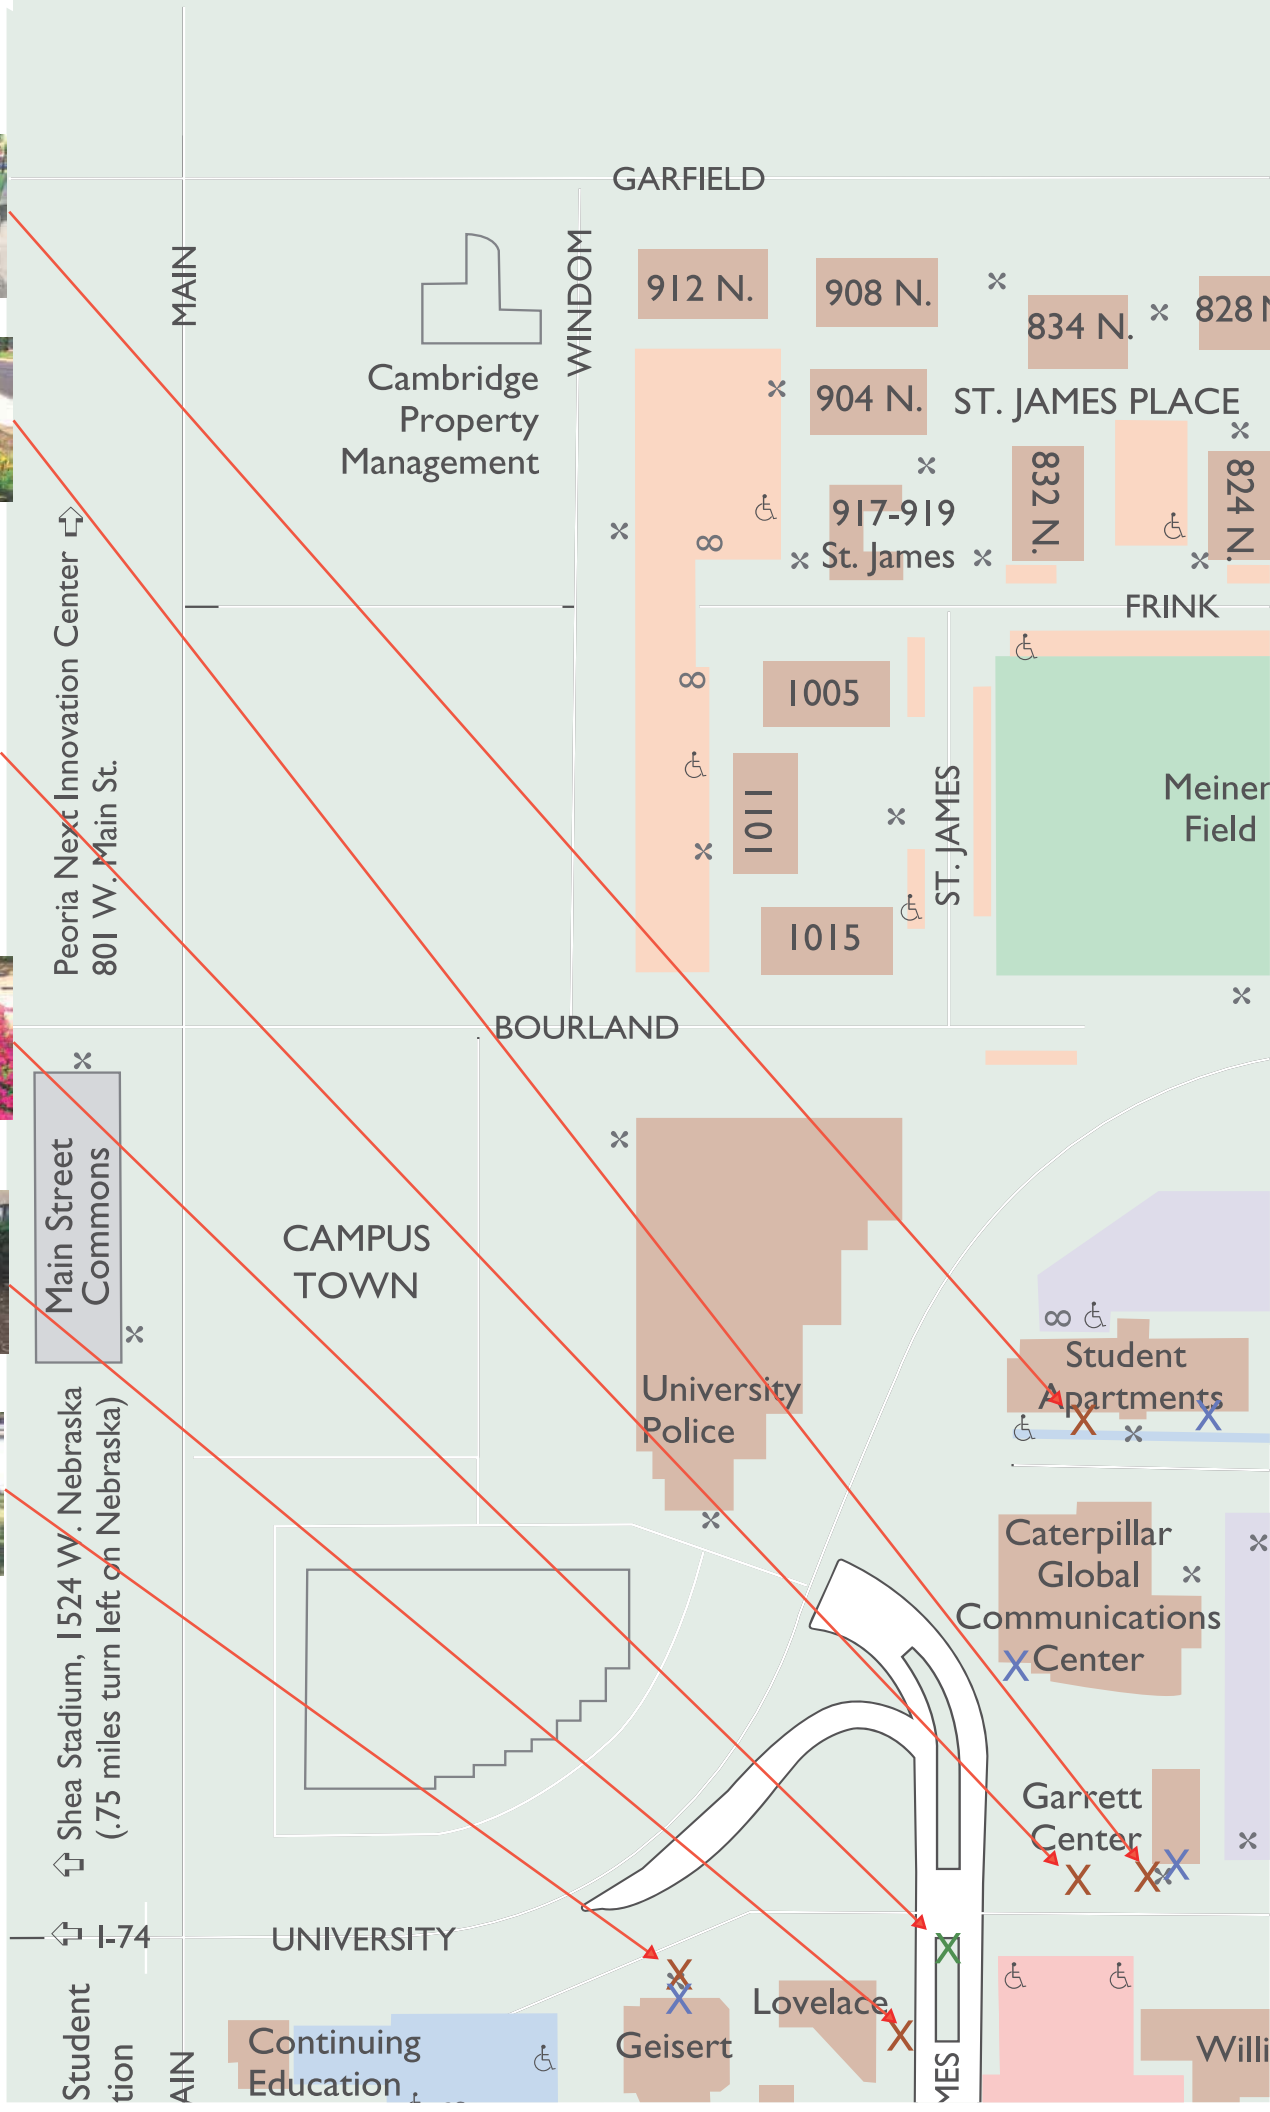 GARFIELD
MAIN
WINDOM
912 N.
908 N.
834 N.
828 N
Cambridge
Property
Management
904 N.
ST. JAMES PLACE
832 N.
824 N.
917-919
St. James
FRINK
Peoria Next Innovation Center
801 W. Main St.
1005
1011
ST. JAMES
Meiner
Field
1015
BOURLAND
Main Street
Commons
CAMPUS
TOWN
University
Police
Student
Apartments
Shea Stadium, 1524 W. Nebraska
(.75 miles turn left on Nebraska)
Caterpillar
Global
Communications
Center
X
X
X
Garrett
Center
X
X
X
I-74
UNIVERSITY
X
X
X
Lovelace
X
Student
tion
AIN
Continuing
Education
Geisert
MES
Willi